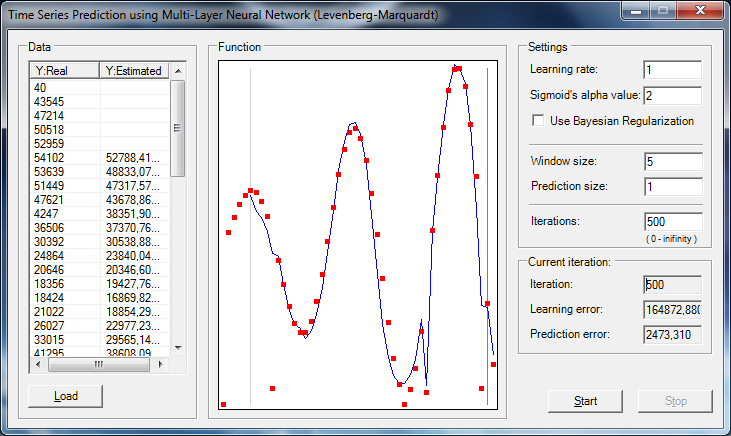 Time Series Prediction using Multi-Layer Neural Network (Levenberg-Marquardt)
Data
Y:Real Y:Estimated
40
43545
47214
50518
52959
54102 52788,41...
53639 48833,07...
51449 47317,57...
47621 43678,86...
4247 38351,90...
36506 37370,76...
30392 30538,88...
24864 23840,04...
20640 20346,60...
18356 19427,76...
18424 16869,82...
21022 18854,29...
26027 22977,23...
33015 29565,14...
41295 38608,09...
Load
Function
Settings
Learning rate: 1
Sigmoid's alpha value: 2
Use Bayesian Regularization
Window size: 5
Prediction size: 1
Iterations: 500
( 0 - inifinity )
Current iteration:
Iteration: 500
Learning error: 164872,880
Prediction error: 2473,310
Start Stop